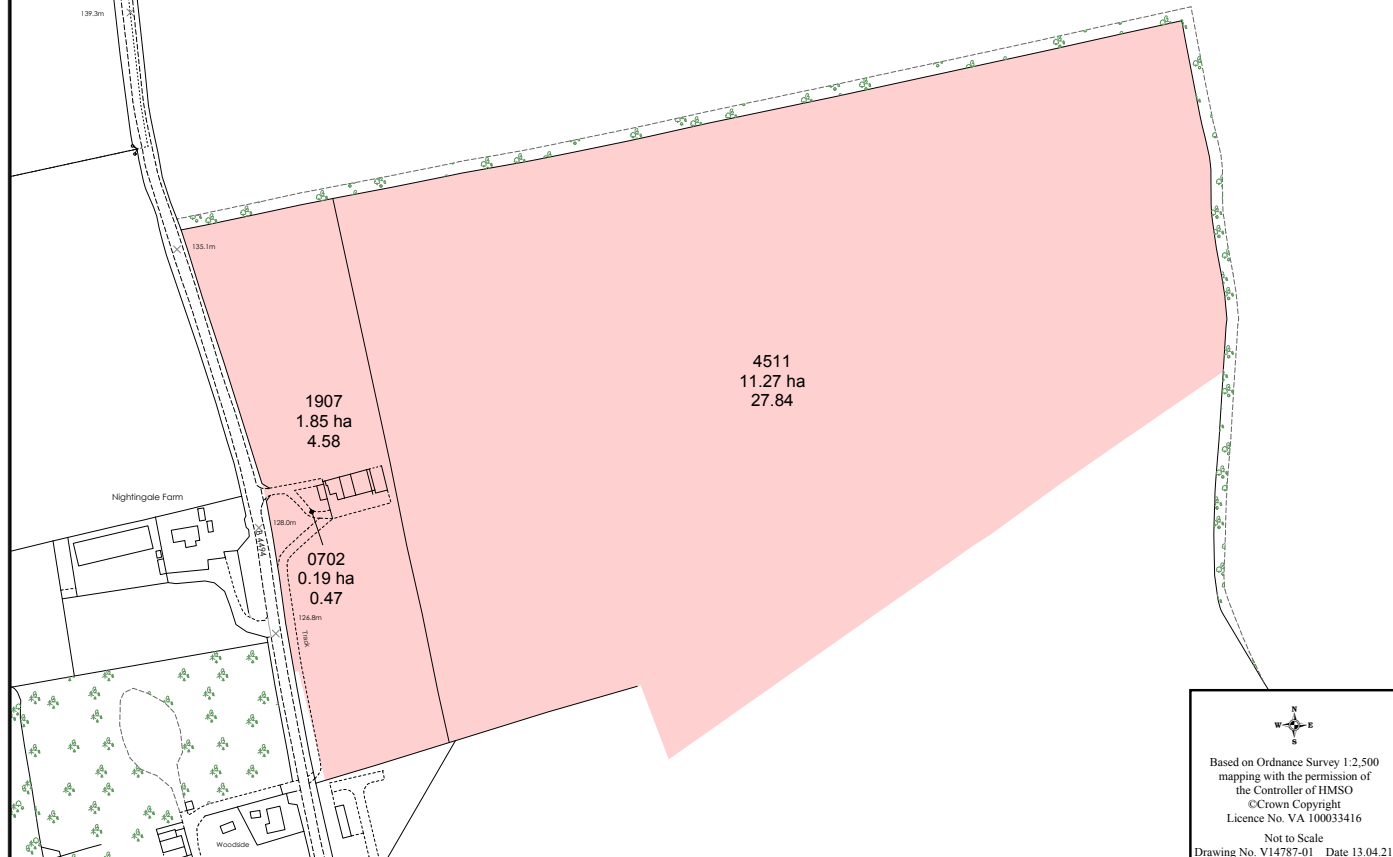 139.3m
135.1m
4511
11.27 ha
27.84
1907
1.85 ha
4.58
Nightingale Farm
128.0m
B 4494
0702
0.19 ha
0.47
126.8m
Track
Woodside
N
W E
S
Based on Ordnance Survey 1:2,500
mapping with the permission of
the Controller of HMSO
©Crown Copyright
Licence No. VA 100033416
Not to Scale
Drawing No. V14787-01 Date 13.04.21